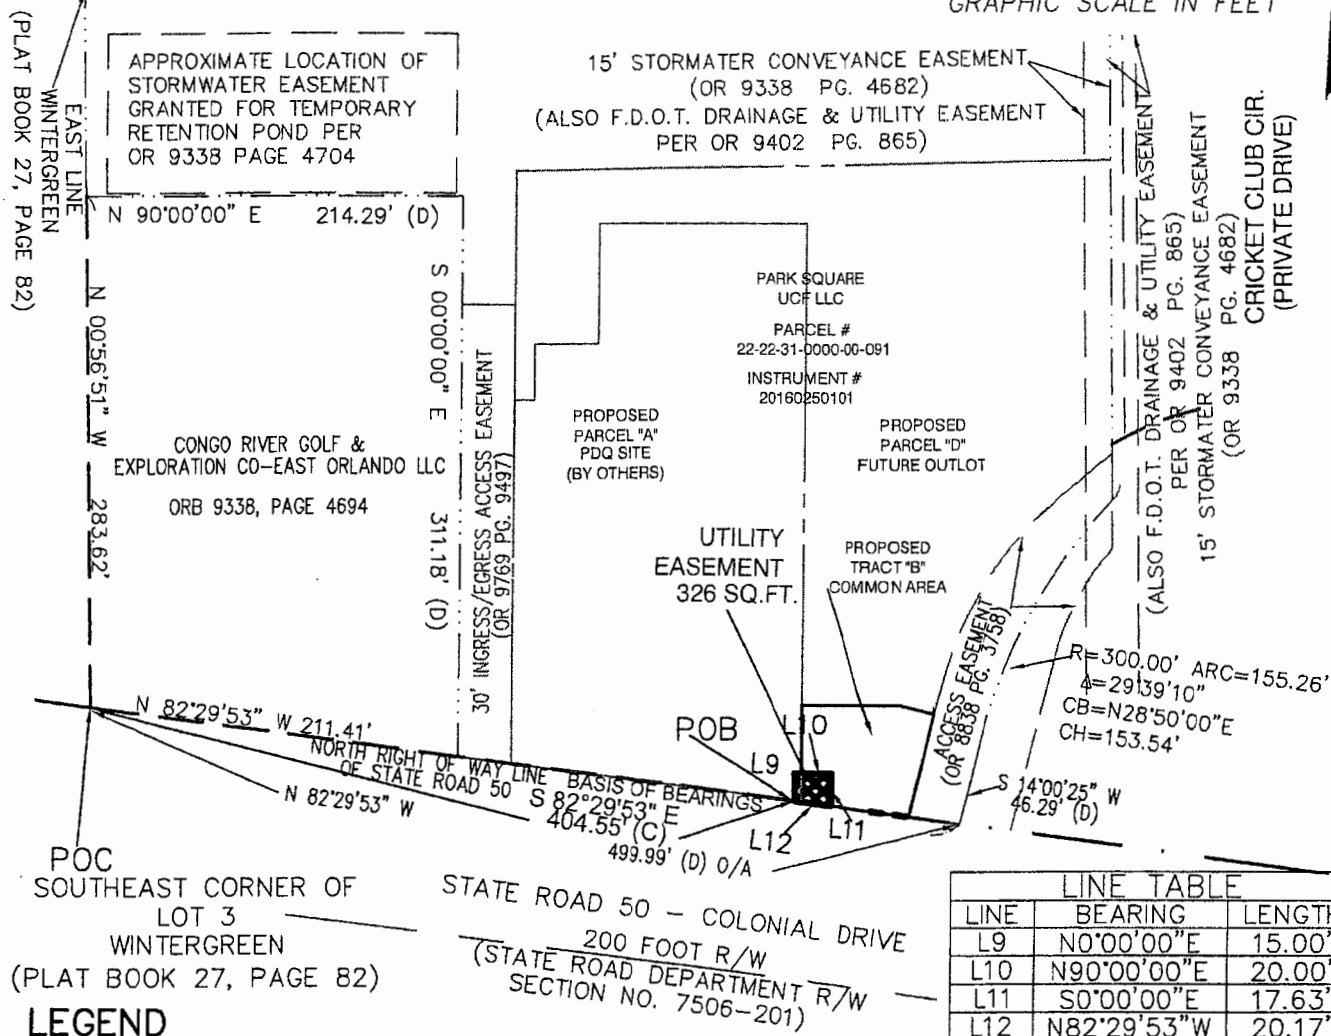 GRAPHIC SCALE IN FEET
(PLAT BOOK 27, PAGE 82)
WINTERGREEN
EAST LINE
APPROXIMATE LOCATION OF
STORMWATER EASEMENT
GRANTED FOR TEMPORARY
RETENTION POND PER
OR 9338 PAGE 4704
15' STORMATER CONVEYANCE EASEMENT
(OR 9338 PG. 4682)
(ALSO F.D.O.T. DRAINAGE & UTILITY EASEMENT
PER OR 9402 PG. 865)
N 90°00'00" E 214.29' (D)
N 00°56'51" W 283.62'
S 00°00'00" E 311.18' (D)
CONGO RIVER GOLF &
EXPLORATION CO-EAST ORLANDO LLC
ORB 9338, PAGE 4694
30' INGRESS/EGRESS ACCESS EASEMENT
(OR 9769 PG. 9497)
PARK SQUARE
UCF LLC
PARCEL #
22-22-31-0000-00-091
INSTRUMENT #
20160250101
PROPOSED
PARCEL "A"
PDQ SITE
(BY OTHERS)
PROPOSED
PARCEL "D"
FUTURE OUTLOT
UTILITY
EASEMENT
326 SQ.FT.
PROPOSED
TRACT "B"
COMMON AREA
(ALSO F.D.O.T. DRAINAGE & UTILITY EASEMENT
PER OR 9402 PG. 865)
15' STORMATER CONVEYANCE EASEMENT
(OR 9338 PG. 4682)
CRICKET CLUB CIR.
(PRIVATE DRIVE)
ACCESS EASEMENT
(OR 8838 PG. 3758)
R=300.00' ARC=155.26'
Δ=29°39'10"
CB=N28°50'00"E
CH=153.54'
S 14°00'25" W
46.29' (D)
N 82°29'53" W 211.41'
NORTH RIGHT OF WAY LINE BASIS OF BEARINGS
OF STATE ROAD 50
S 82°29'53" E
404.55' (C)
N 82°29'53" W
499.99' (D) O/A
POB
L9
L10
L11
L12
POC
SOUTHEAST CORNER OF
LOT 3
WINTERGREEN
(PLAT BOOK 27, PAGE 82)
STATE ROAD 50 - COLONIAL DRIVE
200 FOOT R/W
(STATE ROAD DEPARTMENT R/W
SECTION NO. 7506-201)
LINE TABLE
LINE BEARING LENGTH
L9 N0°00'00"E 15.00'
L10 N90°00'00"E 20.00'
L11 S0°00'00"E 17.63'
L12 N82°29'53"W 20.17'
LEGEND